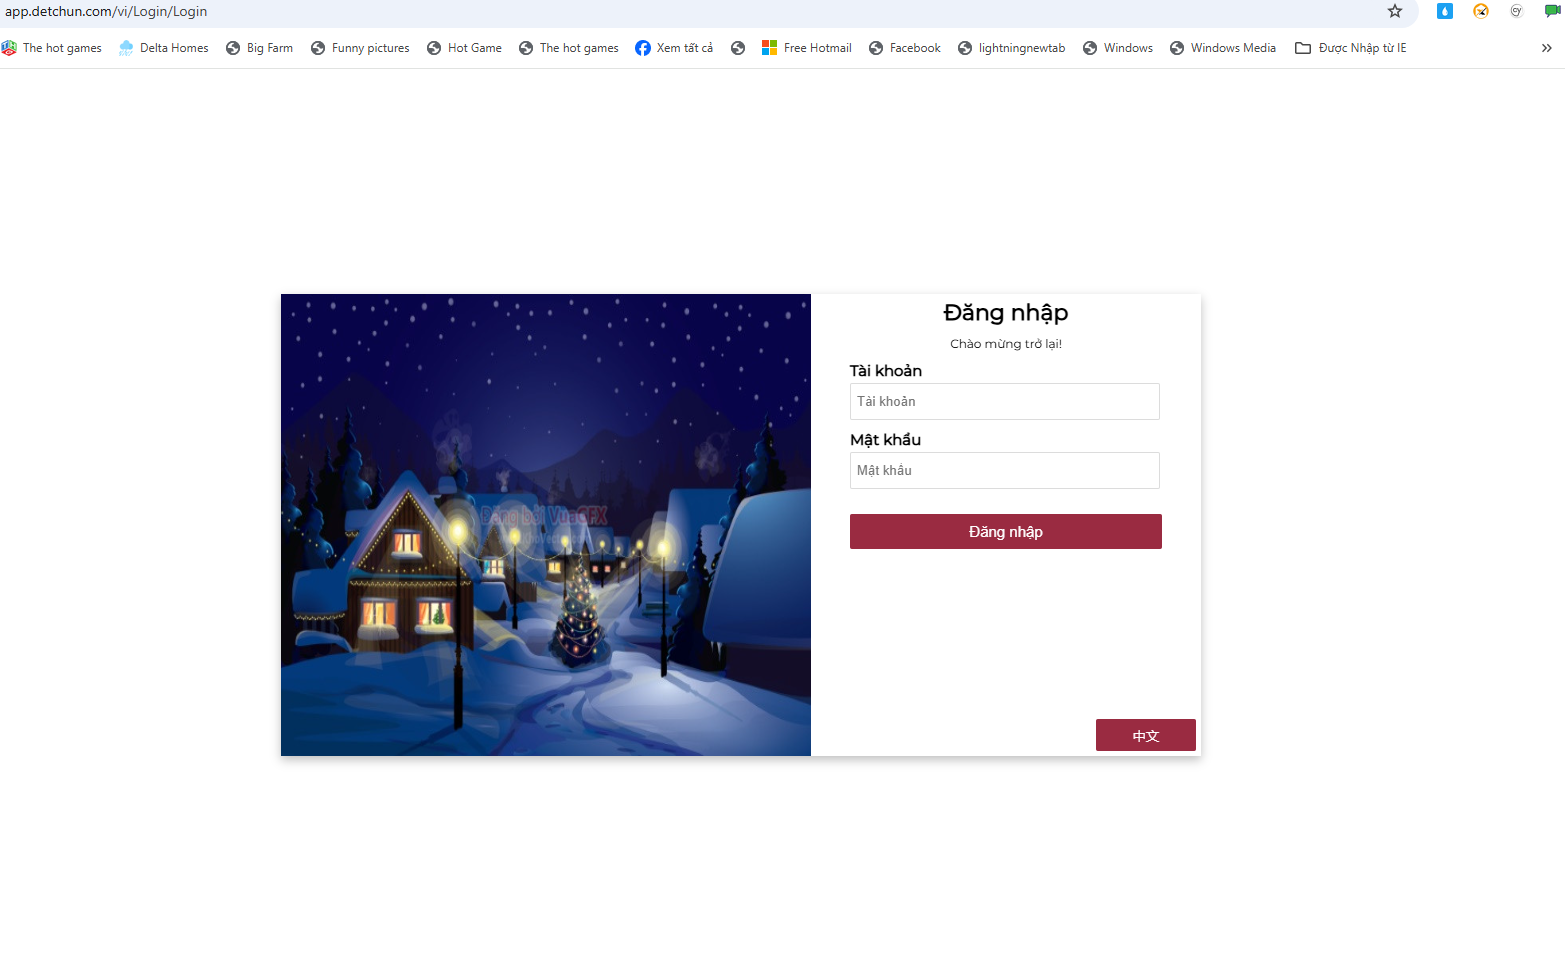 app.detchun.com/vi/Login/Login
The hot games Delta Homes Big Farm Funny pictures Hot Game The hot games Xem tất cả Free Hotmail Facebook lightningnewtab Windows Windows Media Được Nhập từ IE
Đăng nhập
Chào mừng trở lại!
Tài khoản
Tài khoản
Mật khẩu
Mật khẩu
Đăng bởi VuaGFX
Đăng nhập
中文